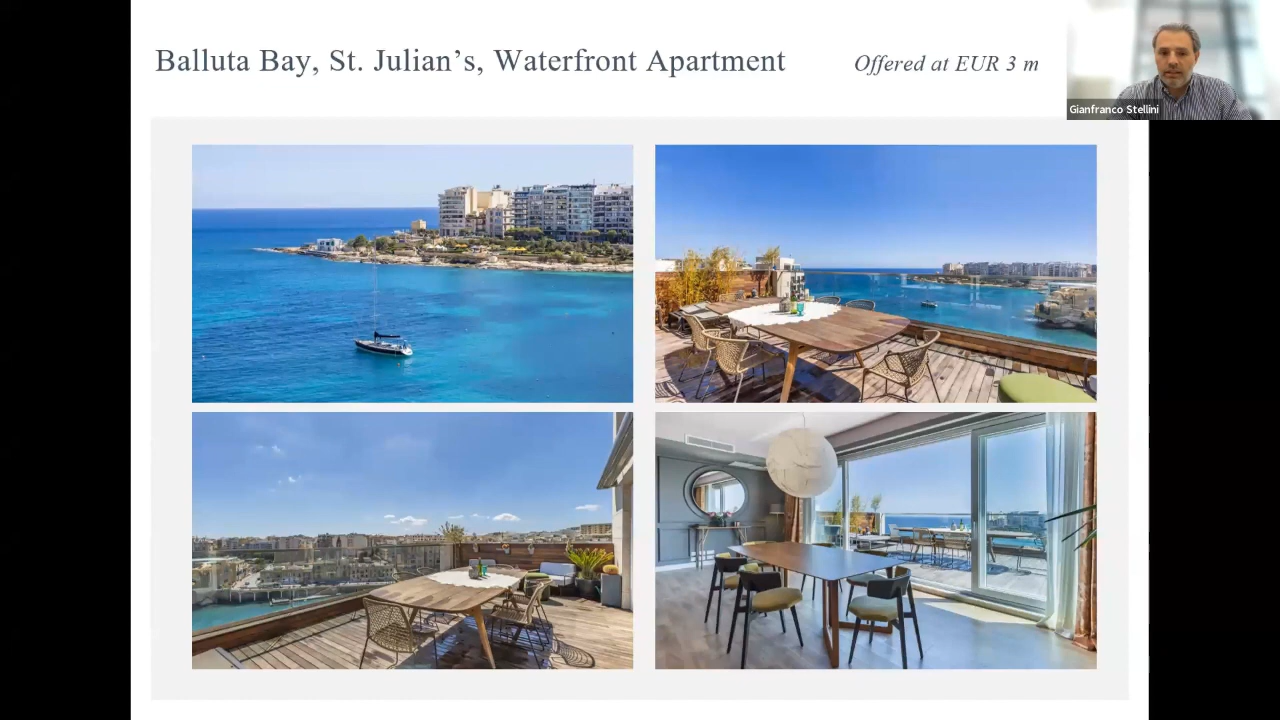 Balluta Bay, St. Julian’s, Waterfront Apartment
Offered at EUR 3 m
Gianfranco Stellini